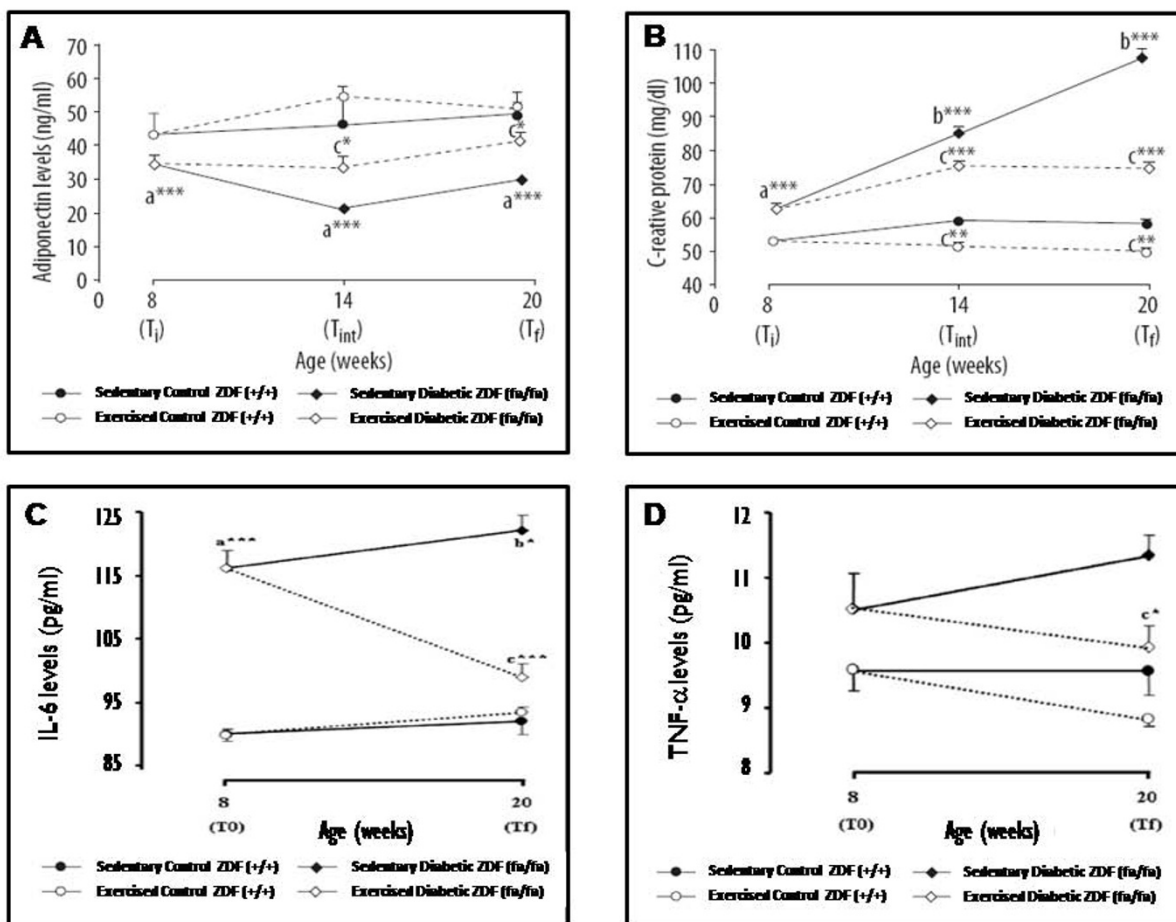 A
Adiponectin levels (ng/ml)
70
60
50
40
30
20
10
0
0
8
14
20
(Ti)
(Tint)
(Tf)
Age (weeks)
a***
c*
a***
c*
a***
Sedentary Control ZDF (+/+)
Sedentary Diabetic ZDF (fa/fa)
Exercised Control ZDF (+/+)
Exercised Diabetic ZDF (fa/fa)
B
C-reative protein (mg/dl)
110
100
90
80
70
60
50
40
0
8
14
20
(Ti)
(Tint)
(Tf)
Age (weeks)
a***
b***
c***
c**
b***
c***
c**
Sedentary Control ZDF (+/+)
Sedentary Diabetic ZDF (fa/fa)
Exercised Control ZDF (+/+)
Exercised Diabetic ZDF (fa/fa)
C
IL-6 levels (pg/ml)
125
115
105
95
85
8
20
(T0)
Age (weeks)
(Tf)
a***
b*
c***
Sedentary Control ZDF (+/+)
Sedentary Diabetic ZDF (fa/fa)
Exercised Control ZDF (+/+)
Exercised Diabetic ZDF (fa/fa)
D
TNF-α levels (pg/ml)
12
11
10
9
8
8
20
(T0)
Age (weeks)
(Tf)
c*
Sedentary Control ZDF (+/+)
Sedentary Diabetic ZDF (fa/fa)
Exercised Control ZDF (+/+)
Exercised Diabetic ZDF (fa/fa)